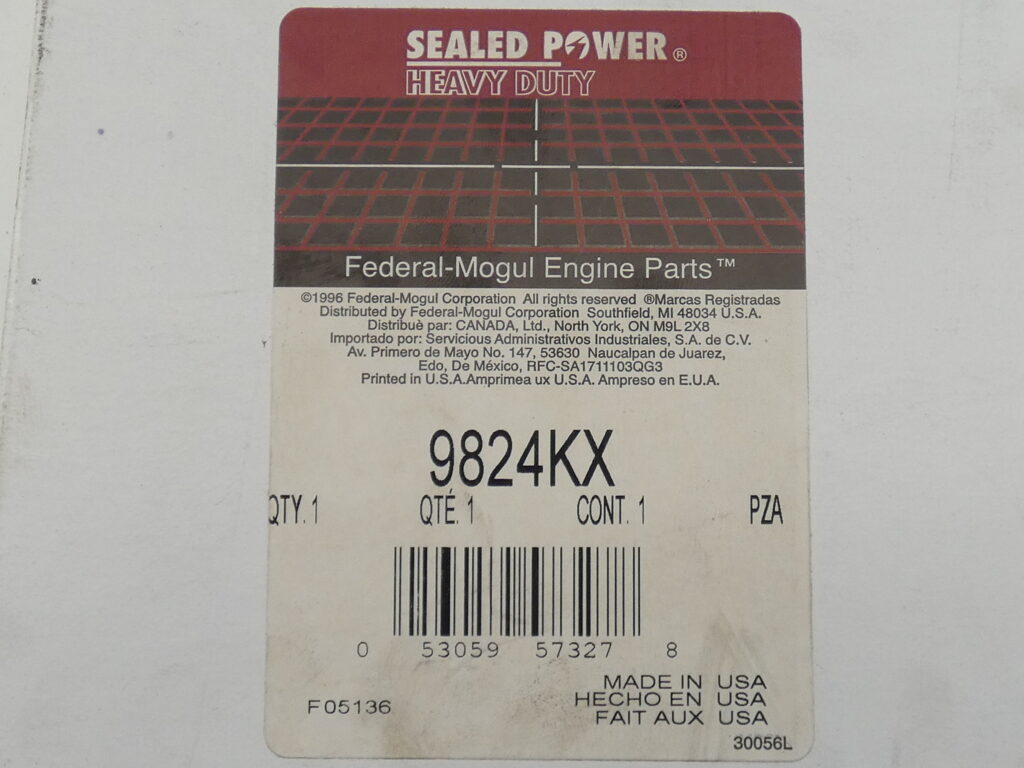 SEALED POWER®
HEAVY DUTY
Federal-Mogul Engine Parts™
©1996 Federal-Mogul Corporation All rights reserved ®Marcas Registradas
Distributed by Federal-Mogul Corporation Southfield, MI 48034 U.S.A.
Distribuè par: CANADA, Ltd., North York, ON M9L 2X8
Importado por: Servicious Administrativos Industriales, S.A. de C.V.
Av. Primero de Mayo No. 147, 53630 Naucalpan de Juarez,
Edo, De México, RFC-SA1711103QG3
Printed in U.S.A.Amprimea ux U.S.A. Ampreso en E.U.A.
9824KX
QTY. 1 QTÉ. 1 CONT. 1 PZA
0 53059 57327 8
MADE IN USA
HECHO EN USA
F05136
FAIT AUX USA
30056L